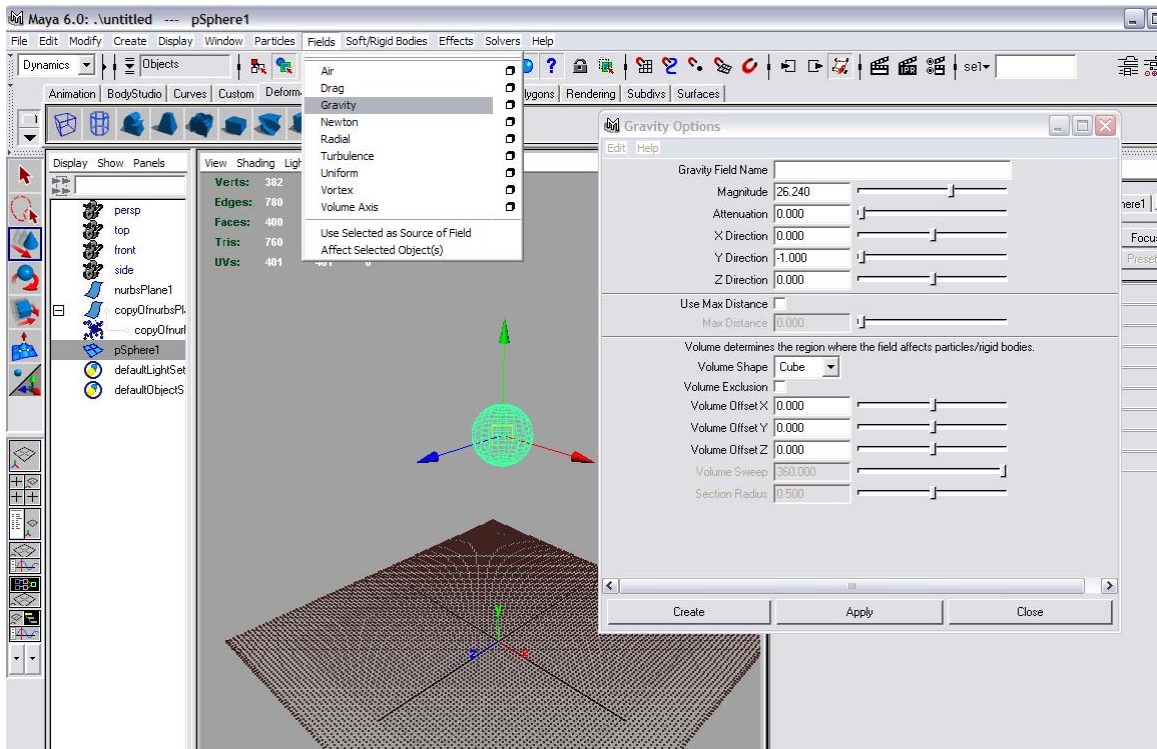 Maya 6.0: .\untitled --- pSphere1
File Edit Modify Create Display Window Particles Fields Soft/Rigid Bodies Effects Solvers Help
Dynamics Objects sel
Animation BodyStudio Curves Custom Deform Rendering Subdivs Surfaces
Air
Drag
Gravity
Newton
Radial
Turbulence
Uniform
Vortex
Volume Axis
Use Selected as Source of Field
Affect Selected Object(s)
Display Show Panels
persp
top
front
side
nurbsPlane1
copyOfnurbsPl
copyOfnurl
pSphere1
defaultLightSet
defaultObjectS
View Shading Ligh
Verts: 382
Edges: 780
Faces: 400
Tris: 760
UVs: 401
y
z
x
Gravity Options
Edit Help
Gravity Field Name
Magnitude 26.240
Attenuation 0.000
X Direction 0.000
Y Direction -1.000
Z Direction 0.000
Use Max Distance
Max Distance 0.000
Volume determines the region where the field affects particles/rigid bodies.
Volume Shape Cube
Volume Exclusion
Volume Offset X 0.000
Volume Offset Y 0.000
Volume Offset Z 0.000
Volume Sweep 360.000
Section Radius 0.500
Create Apply Close
here1
Focu
Preset